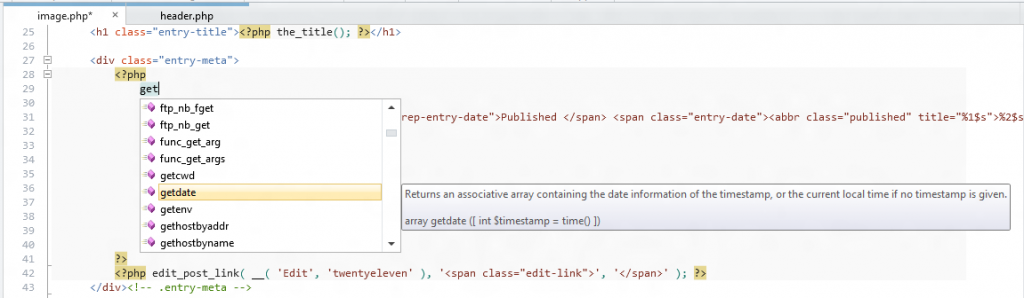 image.php* × header.php
25 <h1 class="entry-title"><?php the_title(); ?></h1>
26
27 <div class="entry-meta">
28 <?php
29 get
30 ftp_nb_fget
31 ftp_nb_get rep-entry-date">Published </span> <span class="entry-date"><abbr class="published" title="%1$s">%2$s
32
33 func_get_arg
34 func_get_args
35 getcwd
36 getdate Returns an associative array containing the date information of the timestamp, or the current local time if no timestamp is given.
37 getenv
38 gethostbyaddr array getdate ([ int $timestamp = time() ])
39 gethostbyname
40
41 ?>
42 <?php edit_post_link( __( 'Edit', 'twentyeleven' ), '<span class="edit-link">', '</span>' ); ?>
43 </div><!-- .entry-meta -->